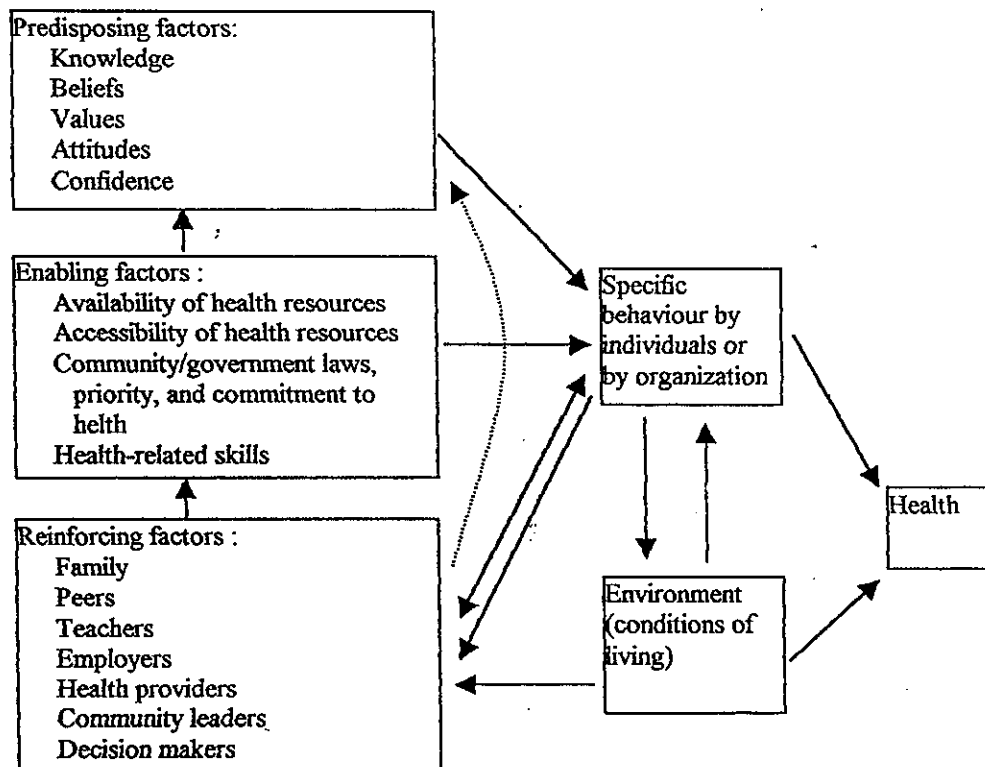 Predisposing factors:
Knowledge
Beliefs
Values
Attitudes
Confidence
Enabling factors :
Availability of health resources
Accessibility of health resources
Community/government laws,
priority, and commitment to
helth
Health-related skills
Reinforcing factors :
Family
Peers
Teachers
Employers
Health providers
Community leaders
Decision makers
Specific
behaviour by
individuals or
by organization
Environment
(conditions of
living)
Health